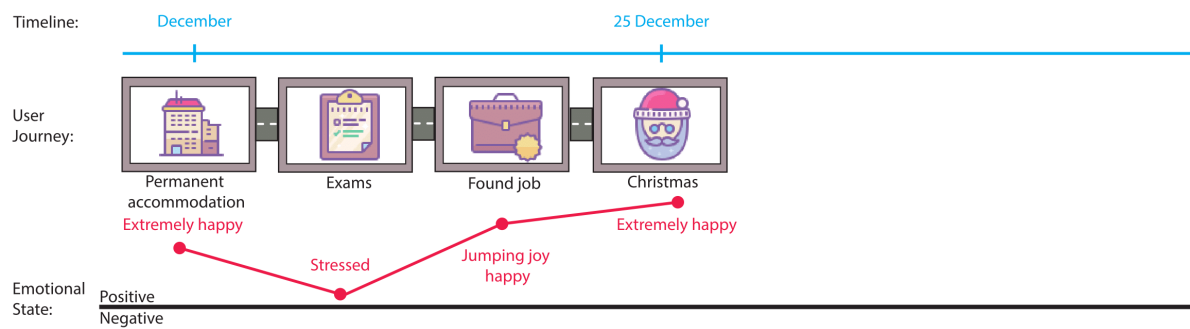 Timeline:
December
25 December
User
Journey:
Permanent
accommodation
Exams
Found job
Christmas
Extremely happy
Stressed
Jumping joy
happy
Extremely happy
Emotional
State:
Positive
Negative